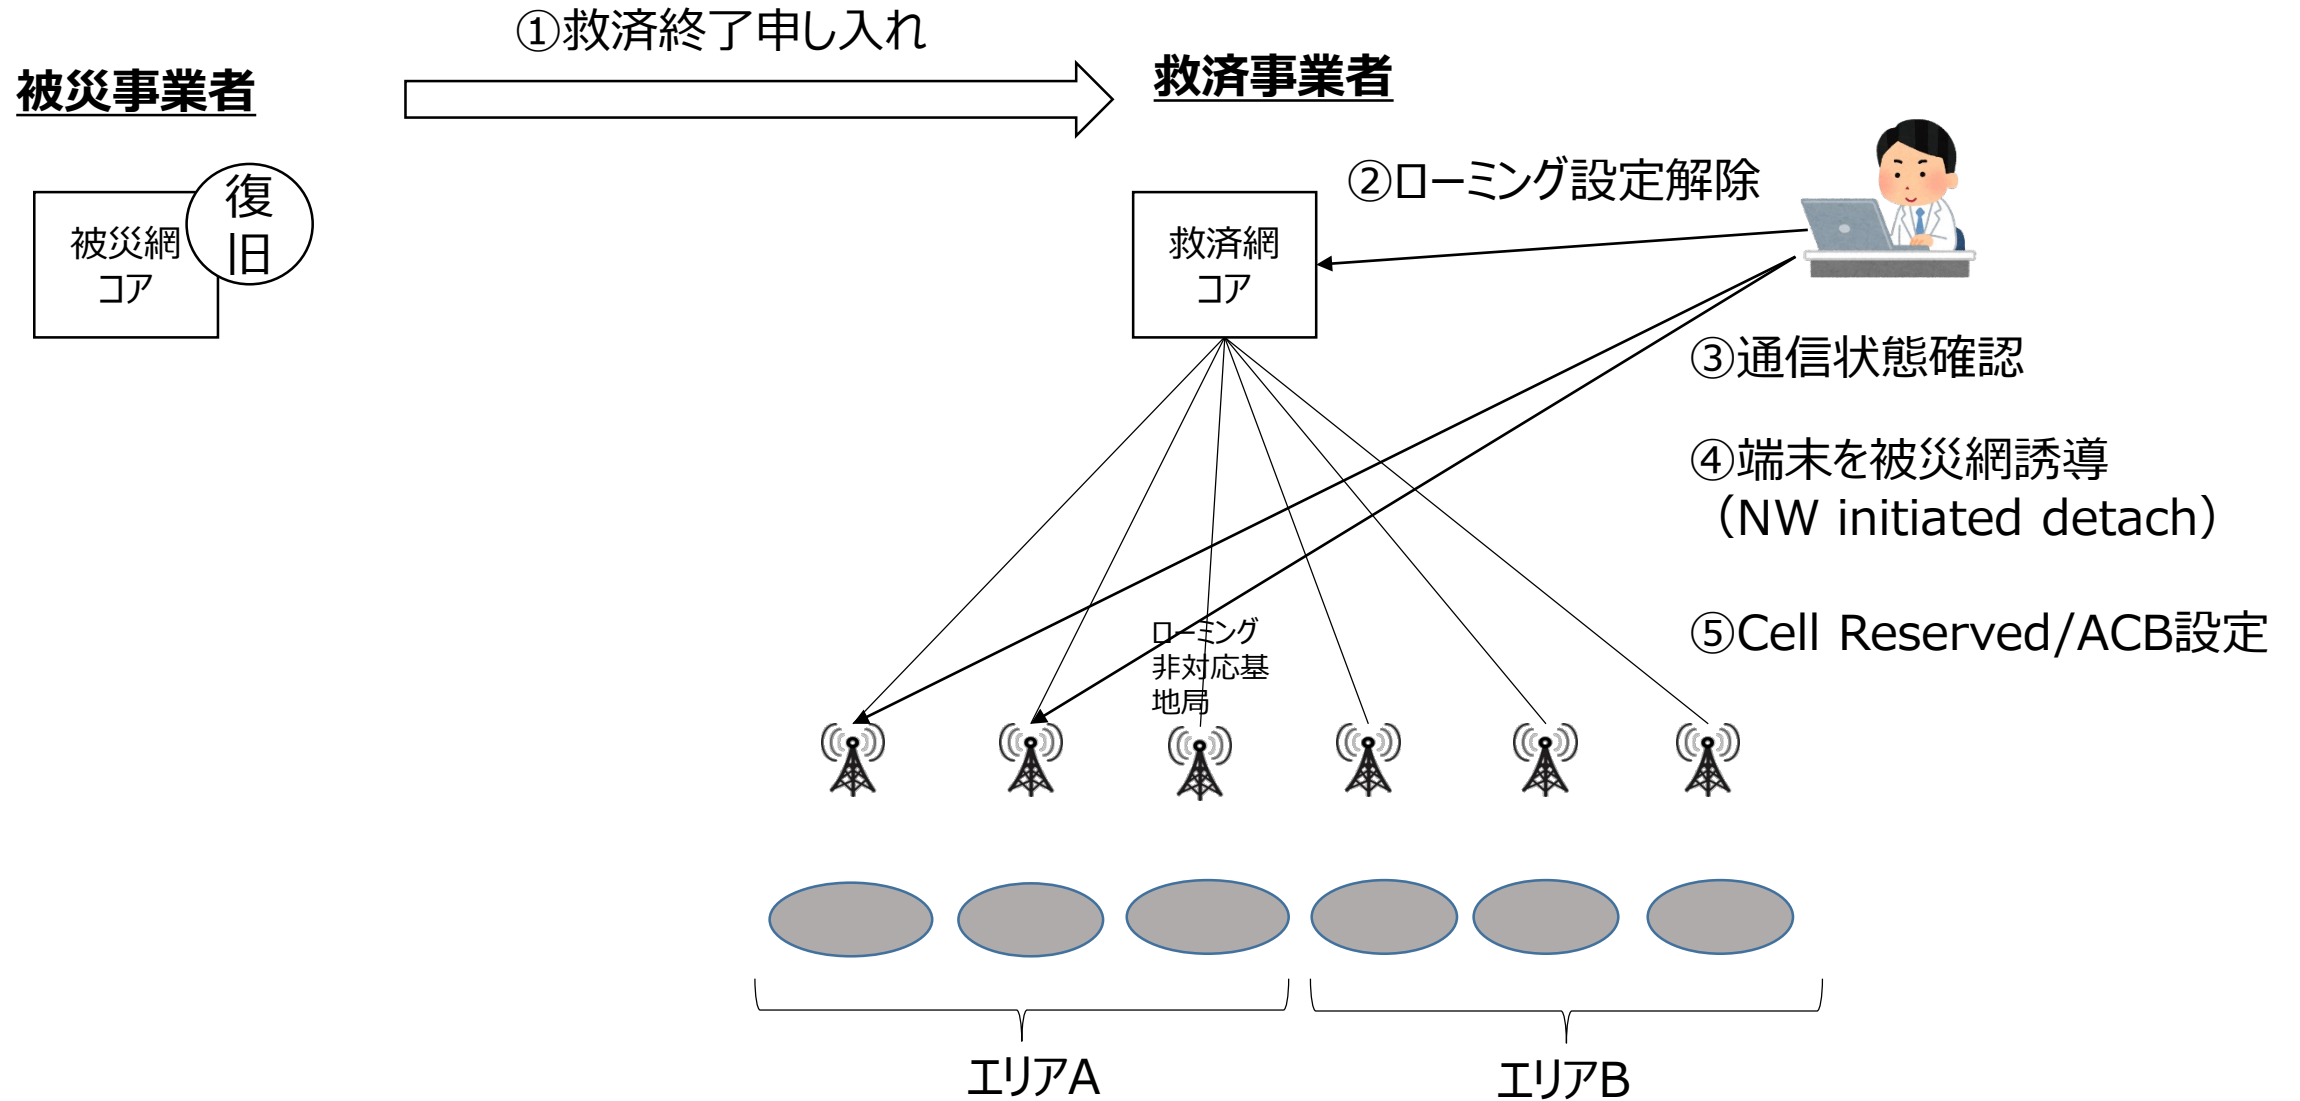 ①救済終了申し入れ
被災事業者
救済事業者
復
旧
被災網
コア
②ローミング設定解除
救済網
コア
③通信状態確認
④端末を被災網誘導
（NW initiated detach）
⑤Cell Reserved/ACB設定
ローミング
非対応基
地局
エリアA
エリアB